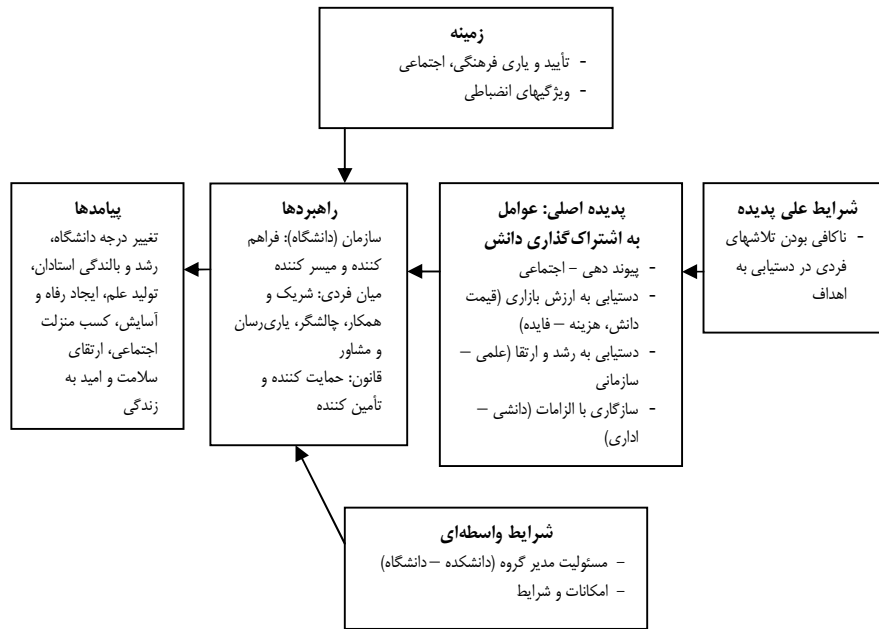 زمینه
- تأیید و یاری فرهنگی، اجتماعی
- ویژگیهای انضباطی
شرایط علی پدیده
- ناکافی بودن تلاشهای
فردی در دستیابی به
اهداف
پدیده اصلی: عوامل
به اشتراک‌گذاری دانش
- پیوند دهی - اجتماعی
- دستیابی به ارزش بازاری (قیمت
دانش، هزینه – فایده)
- دستیابی به رشد و ارتقا (علمی –
سازمانی
- سازگاری با الزامات (دانشی –
اداری)
راهبردها
سازمان (دانشگاه): فراهم
کننده و میسر کننده
میان فردی: شریک و
همکار، چالشگر، یاری‌رسان
و مشاور
قانون: حمایت کننده و
تأمین کننده
پیامدها
تغییر درجه دانشگاه،
رشد و بالندگی استادان،
تولید علم، ایجاد رفاه و
آسایش، کسب منزلت
اجتماعی، ارتقای
سلامت و امید به
زندگی
شرایط واسطه‌ای
– مسئولیت مدیر گروه (دانشکده – دانشگاه)
– امکانات و شرایط